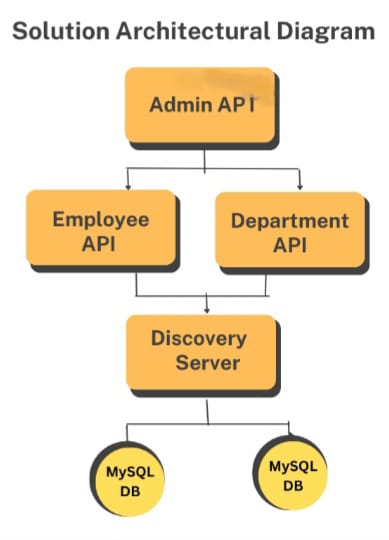 Solution Architectural Diagram
Admin API
Employee
API
Department
API
Discovery
Server
MySQL
DB
MySQL
DB